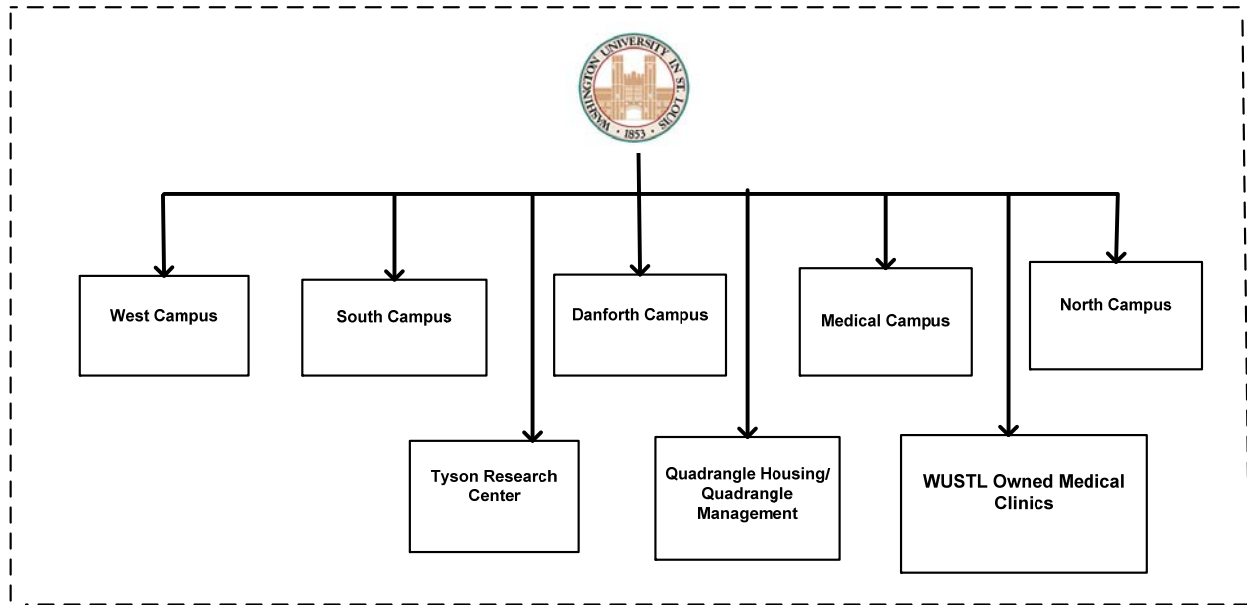 WASHINGTON UNIVERSITY IN ST. LOUIS
· 1853 ·
West Campus
South Campus
Danforth Campus
Medical Campus
North Campus
Tyson Research
Center
Quadrangle Housing/
Quadrangle
Management
WUSTL Owned Medical
Clinics